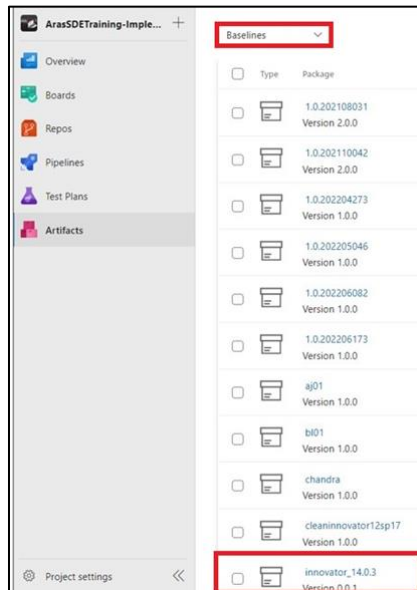 ArasSDETraining-Imple...
Overview
Boards
Repos
Pipelines
Test Plans
Artifacts
Project settings
Baselines
Type Package
1.0.202108031
Version 2.0.0
1.0.202110042
Version 2.0.0
1.0.202204273
Version 1.0.0
1.0.202205046
Version 1.0.0
1.0.202206082
Version 1.0.0
1.0.202206173
Version 1.0.0
aj01
Version 1.0.0
bl01
Version 1.0.0
chandra
Version 1.0.0
cleaninnovator12sp17
Version 1.0.0
innovator_14.0.3
Version 0.0.1